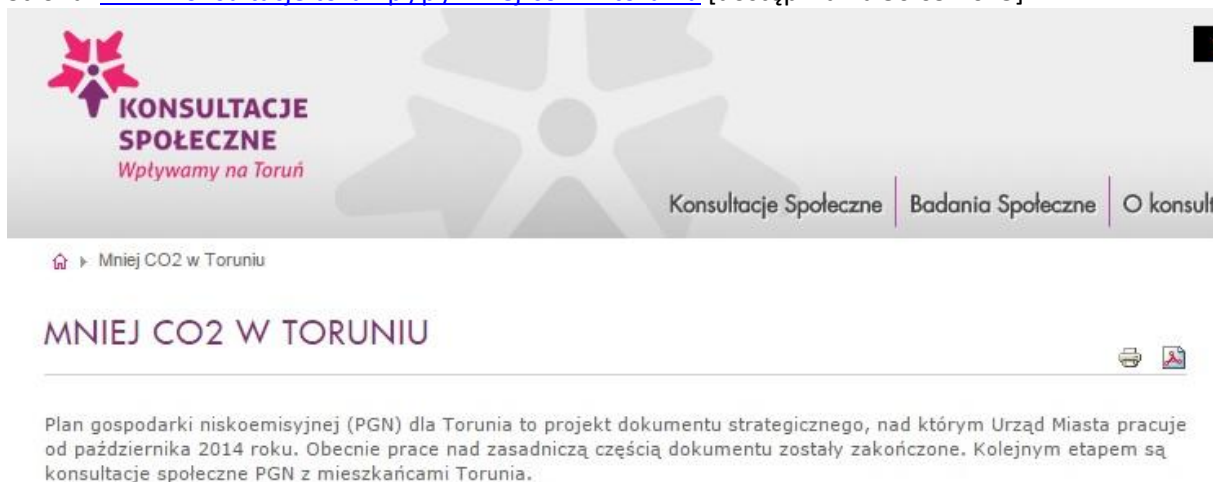 KONSULTACJE
SPOŁECZNE
Wpływamy na Toruń
Konsultacje Społeczne Badania Społeczne O konsult
Mniej CO2 w Toruniu
MNIEJ CO2 W TORUNIU
Plan gospodarki niskoemisyjnej (PGN) dla Torunia to projekt dokumentu strategicznego, nad którym Urząd Miasta pracuje
od października 2014 roku. Obecnie prace nad zasadniczą częścią dokumentu zostały zakończone. Kolejnym etapem są
konsultacje społeczne PGN z mieszkańcami Torunia.